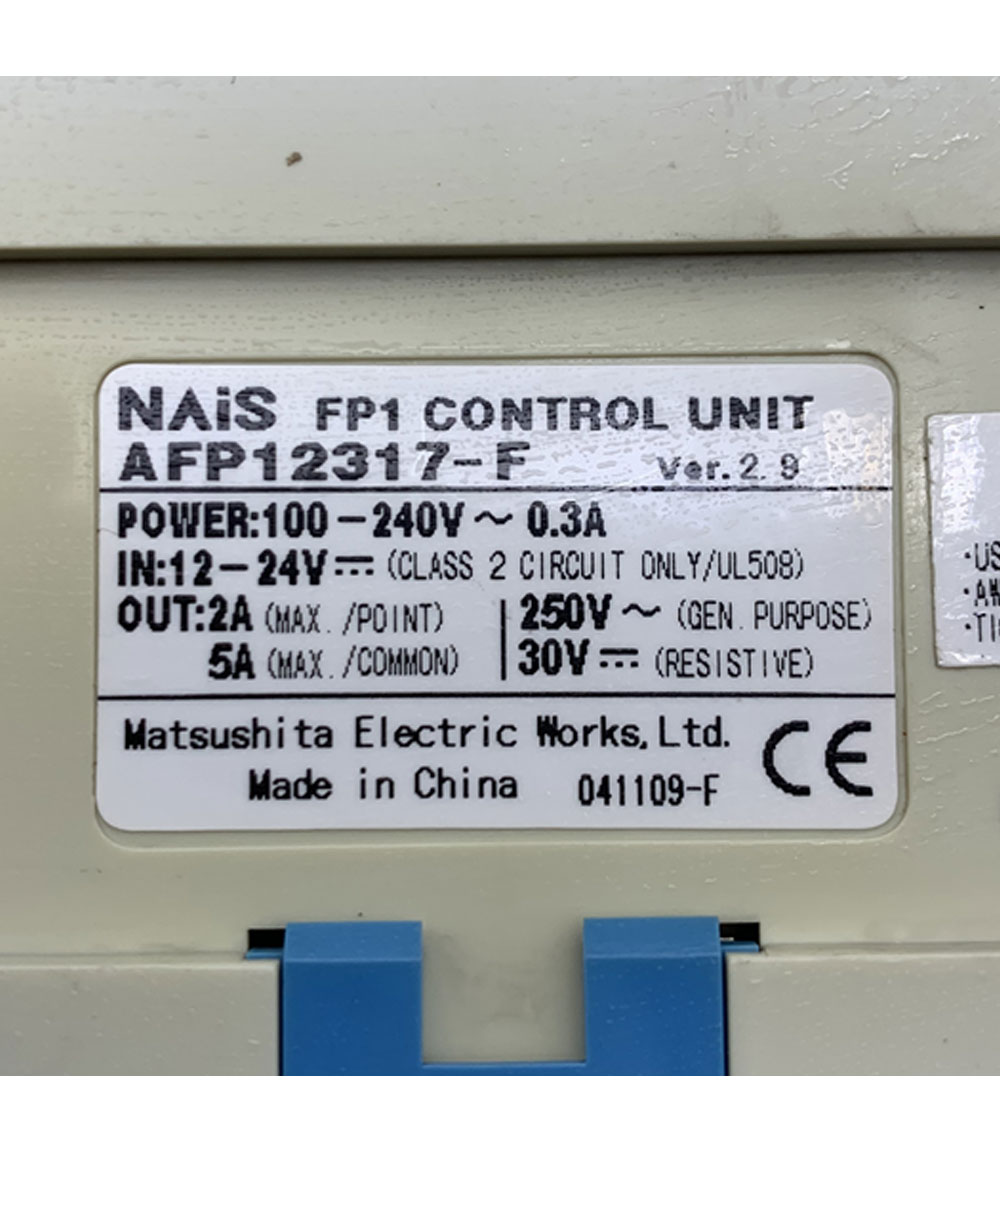 NAiS FP1 CONTROL UNIT
AFP12317-F Ver.2.9
POWER:100-240V ~ 0.3A
IN:12-24V⎓(CLASS 2 CIRCUIT ONLY/UL508)
OUT:2A (MAX./POINT) 250V ~ (GEN. PURPOSE)
5A (MAX./COMMON) 30V⎓ (RESISTIVE)
Matsushita Electric Works,Ltd.
Made in China 041109-F CE
·US